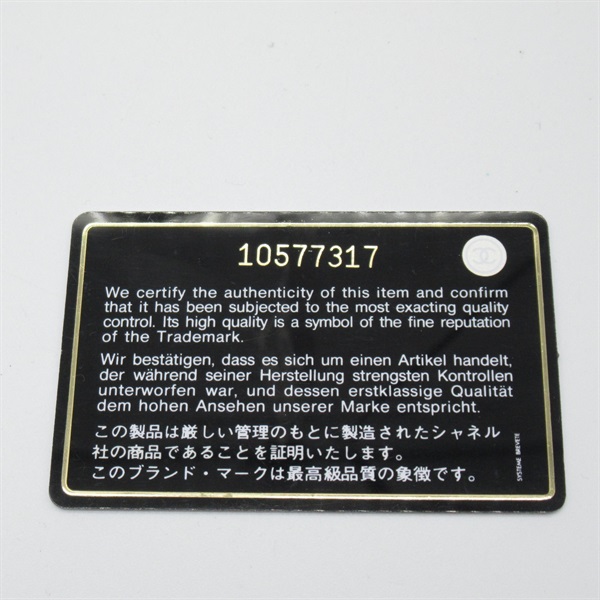 10577317
We certify the authenticity of this item and confirm
that it has been subjected to the most exacting quality
control. Its high quality is a symbol of the fine reputation
of the Trademark.
Wir bestätigen, dass es sich um einen Artikel handelt,
der während seiner Herstellung strengsten Kontrollen
unterworfen war, und dessen erstklassige Qualität
dem hohen Ansehen unserer Marke entspricht.
この製品は厳しい管理のもとに製造されたシャネル
社の商品であることを証明いたします。
このブランド・マークは最高級品質の象徴です。
SYSTEME BREVETE